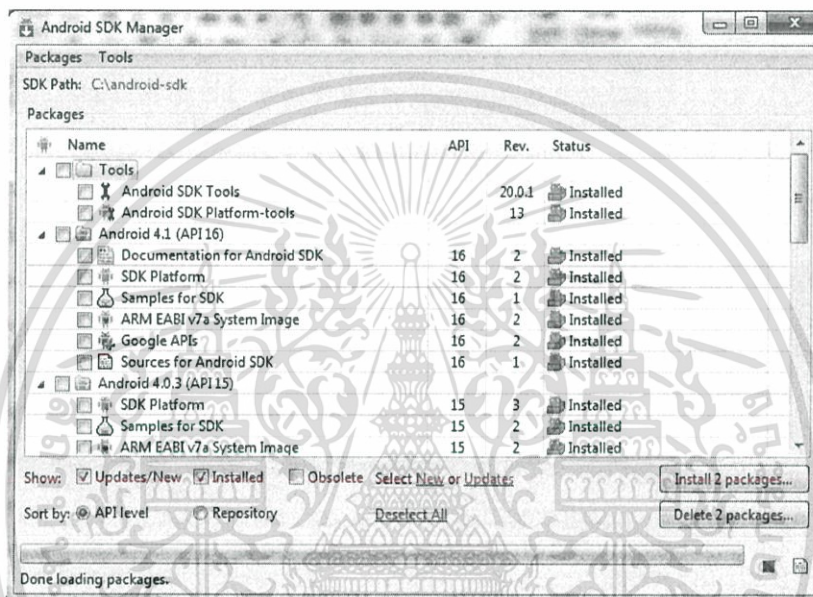 Android SDK Manager
Packages Tools
SDK Path: C:\android-sdk
Packages
Name API Rev. Status
Tools
Android SDK Tools 20.0.1 Installed
Android SDK Platform-tools 13 Installed
Android 4.1 (API 16)
Documentation for Android SDK 16 2 Installed
SDK Platform 16 2 Installed
Samples for SDK 16 1 Installed
ARM EABI v7a System Image 16 2 Installed
Google APIs 16 2 Installed
Sources for Android SDK 16 1 Installed
Android 4.0.3 (API 15)
SDK Platform 15 3 Installed
Samples for SDK 15 2 Installed
ARM EABI v7a System Image 15 2 Installed
Show: Updates/New Installed Obsolete Select New or Updates Install 2 packages...
Sort by: API level Repository Deselect All Delete 2 packages...
Done loading packages.